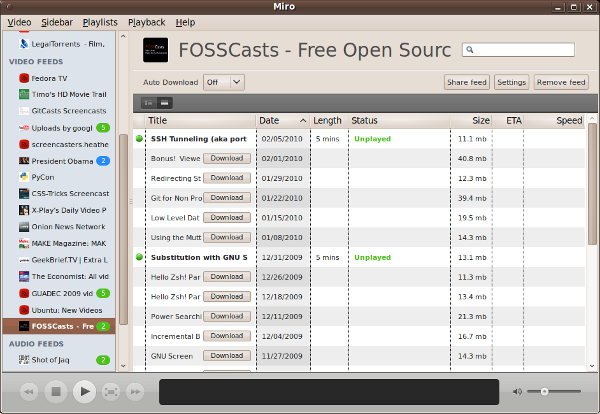 Miro
Video Sidebar Playlists Playback Help
LegalTorrents - Film,
VIDEO FEEDS
Fedora TV
Timo's HD Movie Trail
GitCasts Screencasts
Uploads by googl 5
screencasters.heathe
President Obama 2
PyCon
CSS-Tricks Screencast
X-Play's Daily Video P
Onion News Network
MAKE Magazine: MAK
GeekBrief.TV | Extra L
The Economist: All vid
GUADEC 2009 vid 5
Ubuntu: New Videos
FOSSCasts - Fre 2
AUDIO FEEDS
Shot of Jaq 2
FOSSCasts - Free Open Sourc
Auto Download Off Share feed Settings Remove feed
Title Date Length Status Size ETA Speed
SSH Tunneling (aka port 02/05/2010 5 mins Unplayed 11.1 mb
Bonus! Viewe Download 02/01/2010 40.8 mb
Redirecting St Download 01/29/2010 12.3 mb
Git for Non Pro Download 01/22/2010 39.4 mb
Low Level Dat Download 01/15/2010 19.5 mb
Using the Mutt Download 01/08/2010 14.3 mb
Substitution with GNU S 12/31/2009 5 mins Unplayed 13.1 mb
Hello Zsh! Par Download 12/26/2009 11.3 mb
Hello Zsh! Par Download 12/18/2009 13.4 mb
Power Searchi Download 12/11/2009 21.3 mb
Incremental B Download 12/04/2009 16.7 mb
GNU Screen Download 11/27/2009 14.3 mb